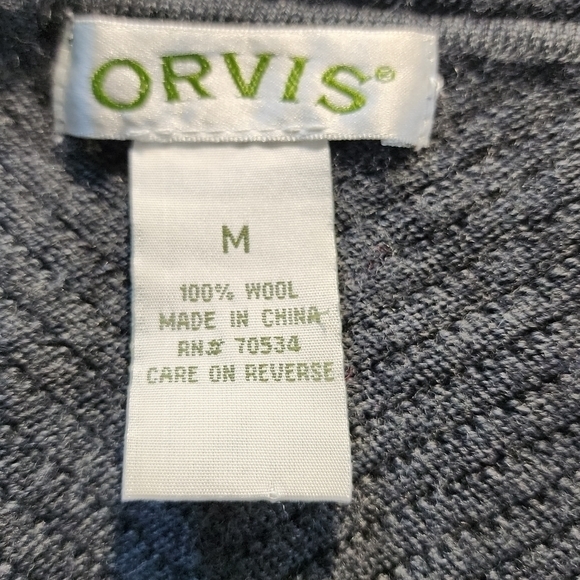 ORVIS®
M
100% WOOL
MADE IN CHINA
RN# 70534
CARE ON REVERSE